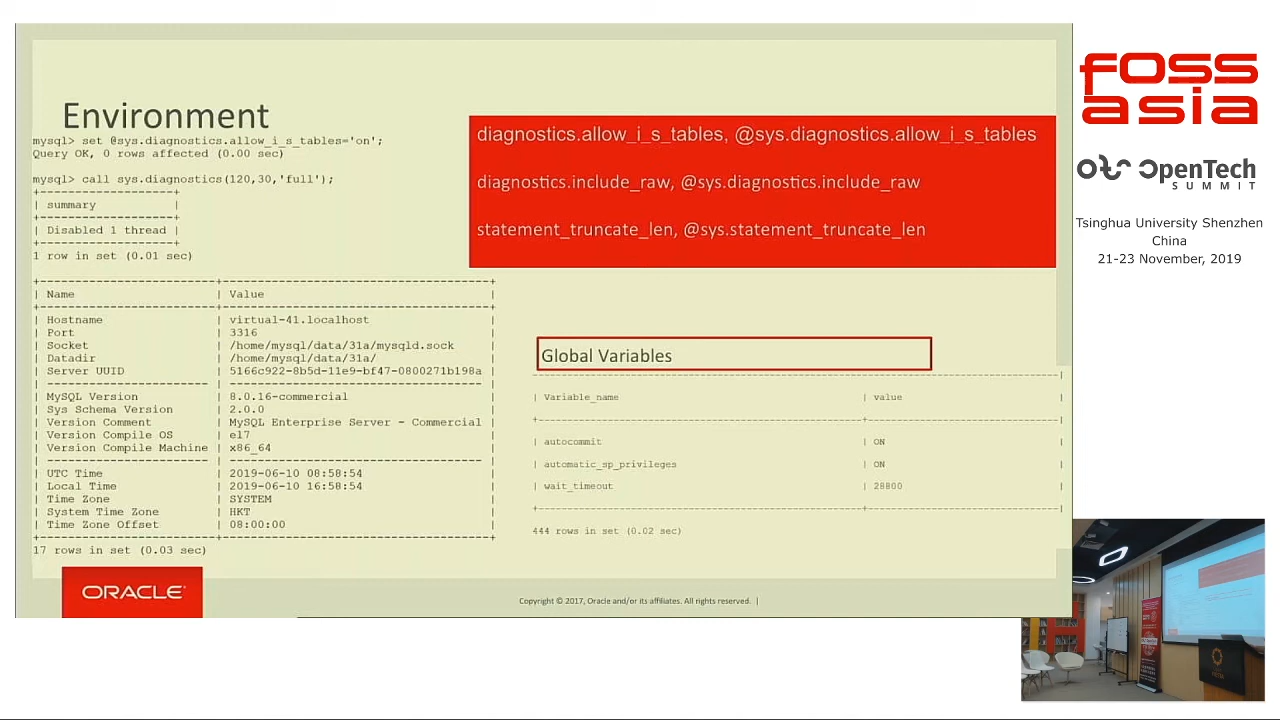 Environment
mysql> set @sys.diagnostics.allow_i_s_tables='on';
Query OK, 0 rows affected (0.00 sec)
mysql> call sys.diagnostics(120,30,'full');
+-------------------+
| summary |
+-------------------+
| Disabled 1 thread |
+-------------------+
1 row in set (0.01 sec)
| Name | Value |
| Hostname | virtual-41.localhost |
| Port | 3316 |
| Socket | /home/mysql/data/31a/mysqld.sock |
| Datadir | /home/mysql/data/31a/ |
| Server UUID | 5166c922-8b5d-11e9-bf47-0800271b198a |
| MySQL Version | 8.0.16-commercial |
| Sys Schema Version | 2.0.0 |
| Version Comment | MySQL Enterprise Server - Commercial |
| Version Compile OS | el7 |
| Version Compile Machine | x86_64 |
| UTC Time | 2019-06-10 08:58:54 |
| Local Time | 2019-06-10 16:58:54 |
| Time Zone | SYSTEM |
| System Time Zone | HKT |
| Time Zone Offset | 08:00:00 |
17 rows in set (0.03 sec)
diagnostics.allow_i_s_tables, @sys.diagnostics.allow_i_s_tables
diagnostics.include_raw, @sys.diagnostics.include_raw
statement_truncate_len, @sys.statement_truncate_len
Global Variables
| Variable_name | value |
| autocommit | ON |
| automatic_sp_privileges | ON |
| wait_timeout | 28800 |
444 rows in set (0.02 sec)
ORACLE
Copyright © 2017, Oracle and/or its affiliates. All rights reserved. |
FOSS
asia
OpenTech
SUMMIT
Tsinghua University Shenzhen
China
21-23 November, 2019